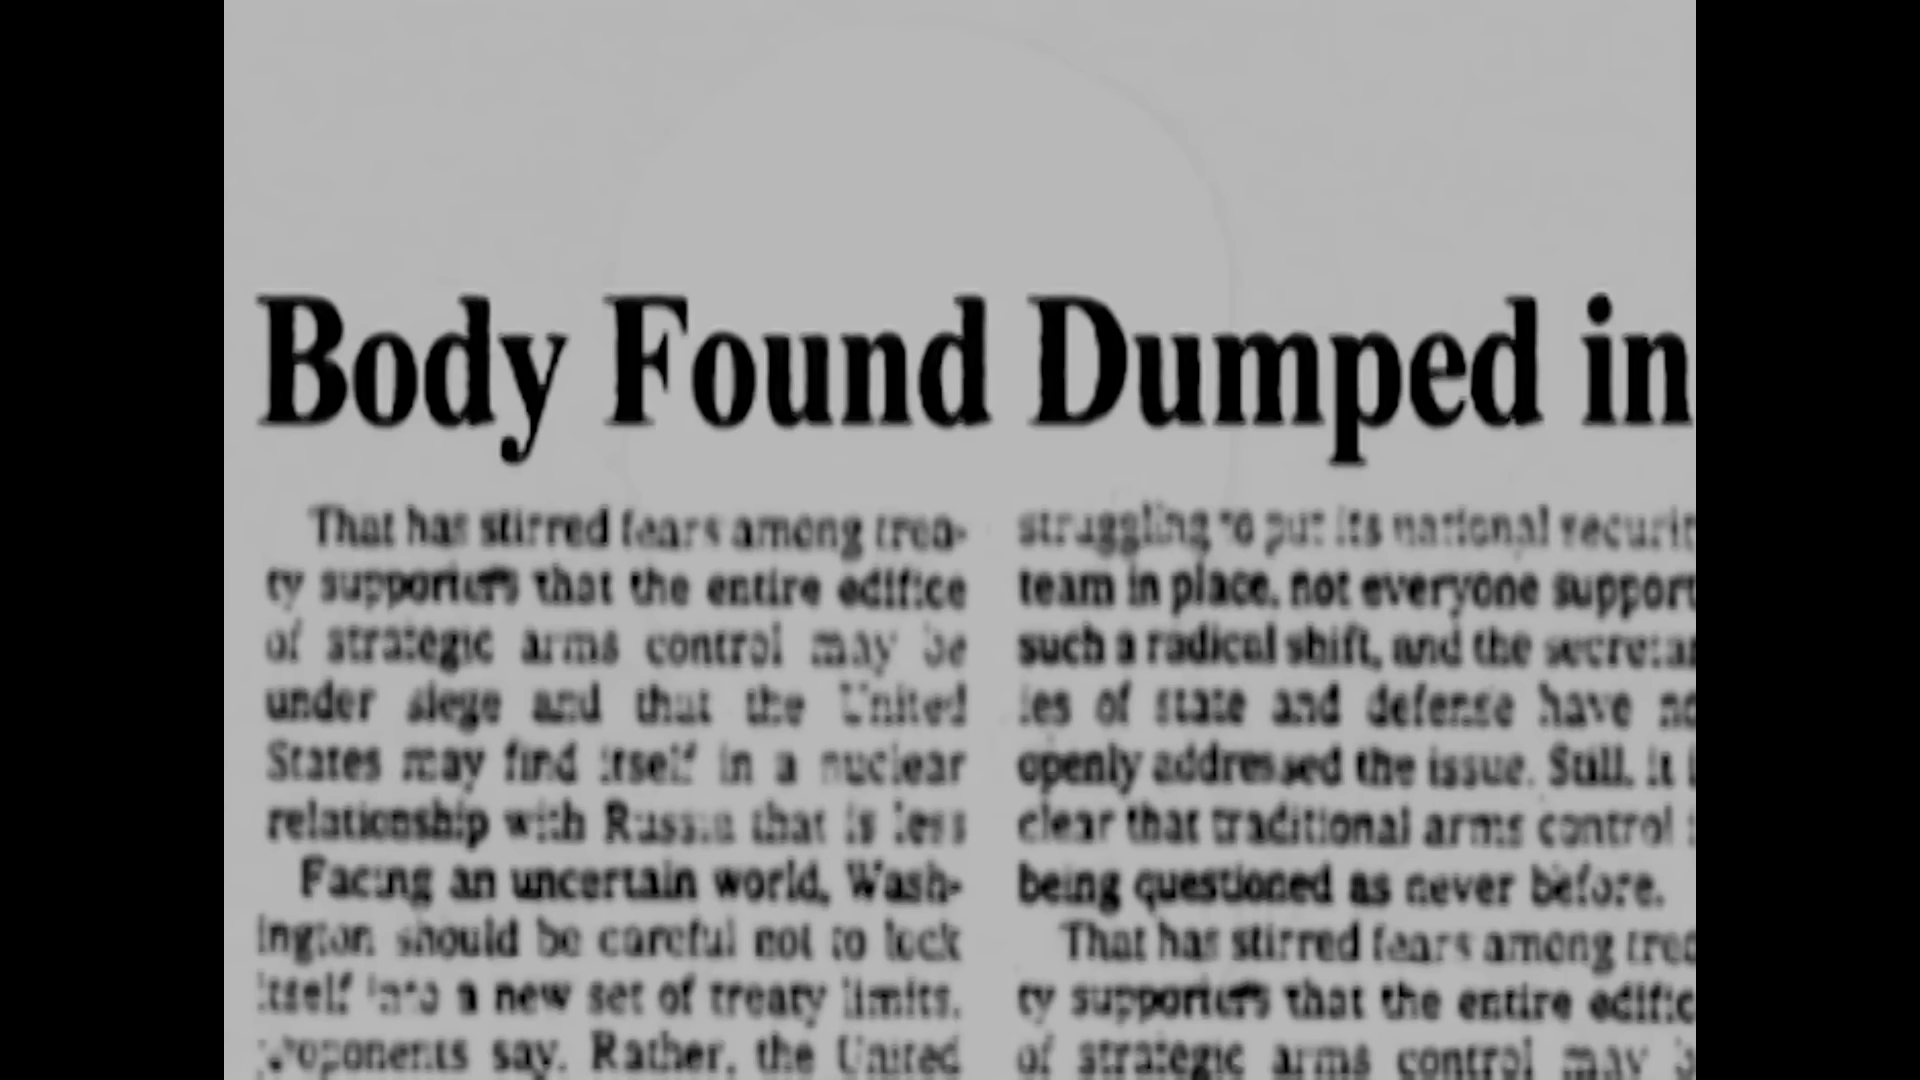 Body Found Dumped in
That has stirred fears among trea-
ty supporters that the entire edifice
of strategic arms control may be
under siege and that the United
States may find itself in a nuclear
relationship with Russia that is less
Facing an uncertain world, Wash-
ington should be careful not to lock
itself into a new set of treaty limits.
proponents say. Rather, the United
struggling to put its national securit
team in place, not everyone support
such a radical shift, and the secretar
ies of state and defense have no
openly addressed the issue. Still, it i
clear that traditional arms control
being questioned as never before.
That has stirred fears among trea
ty supporters that the entire edific
of strategic arms control may b